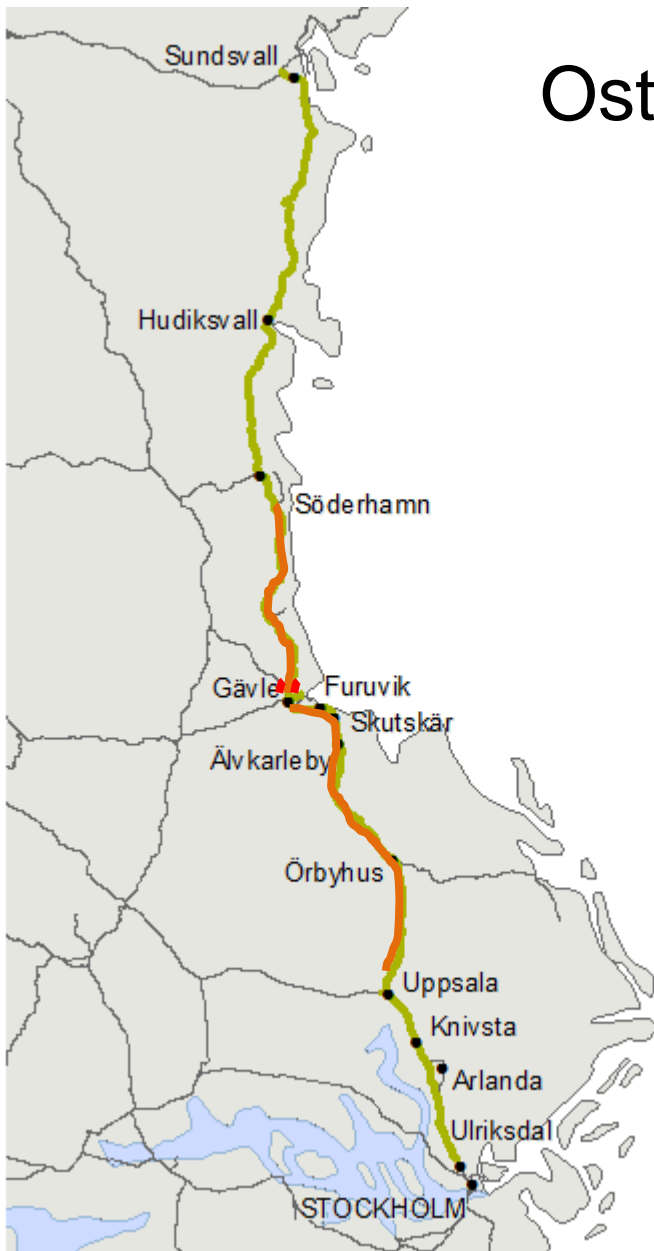 Sundsvall
Ost
Hudiksvall
Söderhamn
Gävle
Furuvik
Skutskär
Älvkarleby
Örbyhus
Uppsala
Knivsta
Arlanda
Ulriksdal
STOCKHOLM